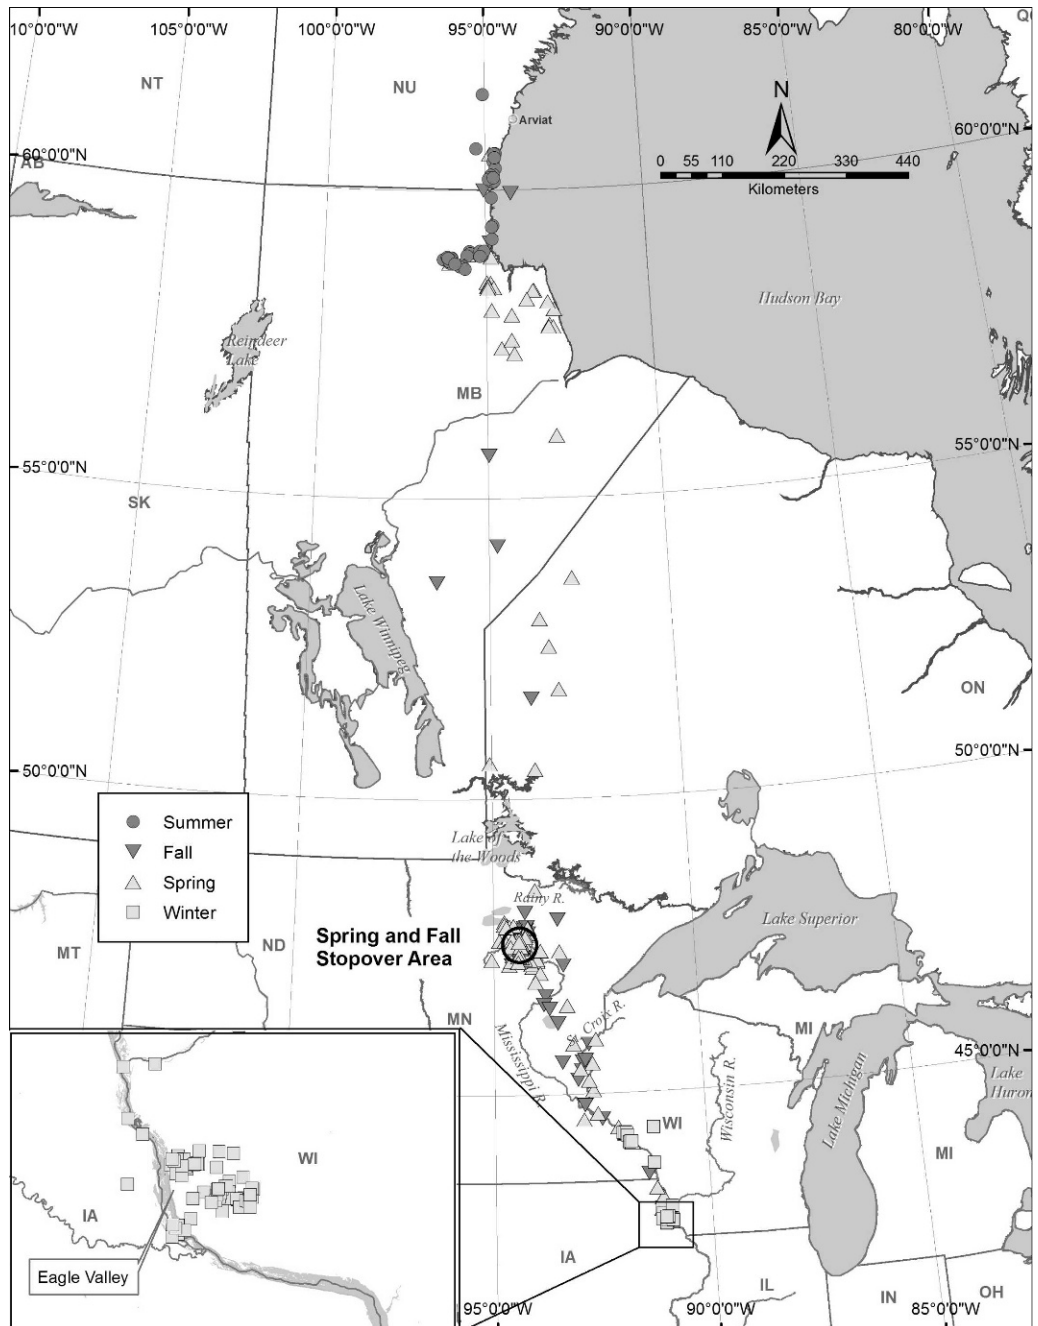 110°0'0"W 105°0'0"W 100°0'0"W 95°0'0"W 90°0'0"W 85°0'0"W 80°0'0"W
NT
NU
N
Arviat
60°0'0"N
60°0'0"N
AB
0 55 110 220 330 440
Kilometers
Hudson Bay
Reindeer
Lake
MB
55°0'0"N
55°0'0"N
SK
Lake Winnipeg
ON
50°0'0"N
50°0'0"N
Summer
Fall
Spring
Winter
Lake of
the Woods
Rainy R.
Lake Superior
MT
ND
Spring and Fall
Stopover Area
MN
Mississippi R.
St. Croix R.
MI
45°0'0"N
Wisconsin R.
Lake Michigan
Lake
Huron
WI
MI
WI
IA
Eagle Valley
IA
IL
IN
OH
95°0'0"W 90°0'0"W 85°0'0"W